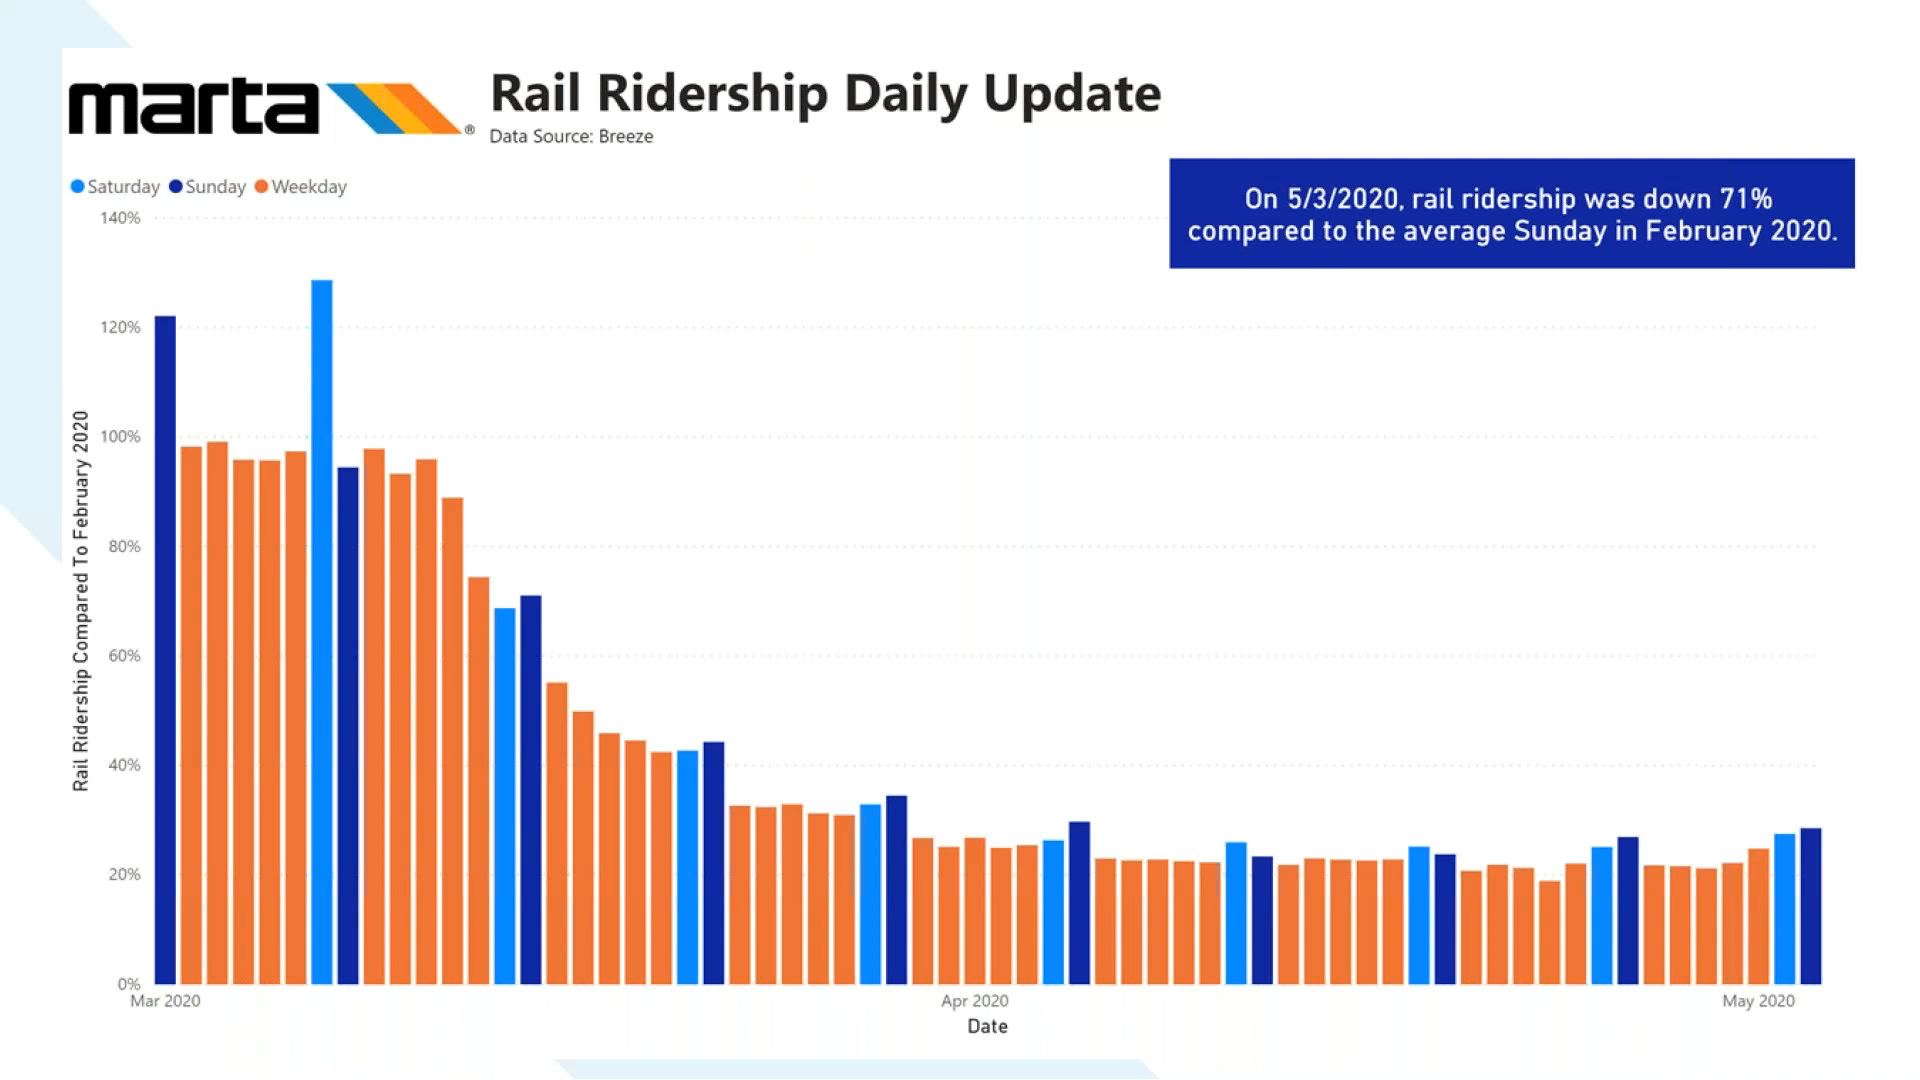 marta ®
Rail Ridership Daily Update
Data Source: Breeze
Saturday Sunday Weekday
On 5/3/2020, rail ridership was down 71%
compared to the average Sunday in February 2020.
140%
120%
100%
80%
60%
40%
20%
0%
Rail Ridership Compared To February 2020
Mar 2020 Apr 2020 May 2020
Date